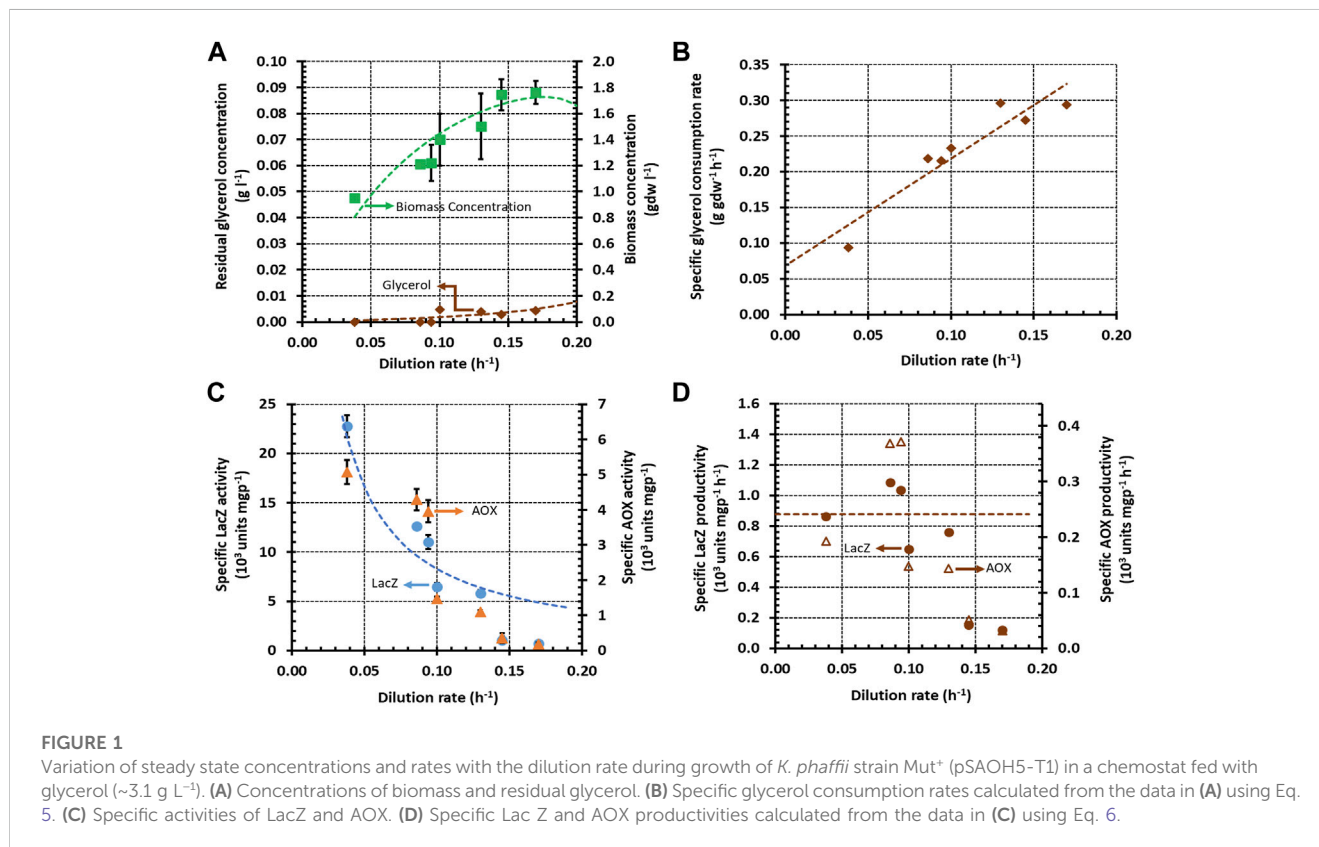 A
0.10
0.09
0.08
0.07
0.06
0.05
0.04
0.03
0.02
0.01
0.00
Residual glycerol concentration
(g l⁻¹)
2.0
1.8
1.6
1.4
1.2
1.0
0.8
0.6
0.4
0.2
0.0
Biomass concentration
(gdw l⁻¹)
Biomass Concentration
Glycerol
0.00 0.05 0.10 0.15 0.20
Dilution rate (h⁻¹)
B
0.35
0.30
0.25
0.20
0.15
0.10
0.05
0.00
Specific glycerol consumption rate
(g gdw⁻¹ h⁻¹)
0.00 0.05 0.10 0.15 0.20
Dilution rate (h⁻¹)
C
25
20
15
10
5
0
Specific LacZ activity
(10³ units mgp⁻¹)
7
6
5
4
3
2
1
0
Specific AOX activity
(10³ units mgp⁻¹)
AOX
LacZ
0.00 0.05 0.10 0.15 0.20
Dilution rate (h⁻¹)
D
1.6
1.4
1.2
1.0
0.8
0.6
0.4
0.2
0.0
Specific LacZ productivity
(10³ units mgp⁻¹ h⁻¹)
0.4
0.3
0.2
0.1
0.0
Specific AOX productivity
(10³ units mgp⁻¹ h⁻¹)
LacZ
AOX
0.00 0.05 0.10 0.15 0.20
Dilution rate (h⁻¹)
FIGURE 1
Variation of steady state concentrations and rates with the dilution rate during growth of K. phaffii strain Mut⁺ (pSAOH5-T1) in a chemostat fed with
glycerol (~3.1 g L⁻¹). (A) Concentrations of biomass and residual glycerol. (B) Specific glycerol consumption rates calculated from the data in (A) using Eq.
5. (C) Specific activities of LacZ and AOX. (D) Specific Lac Z and AOX productivities calculated from the data in (C) using Eq. 6.